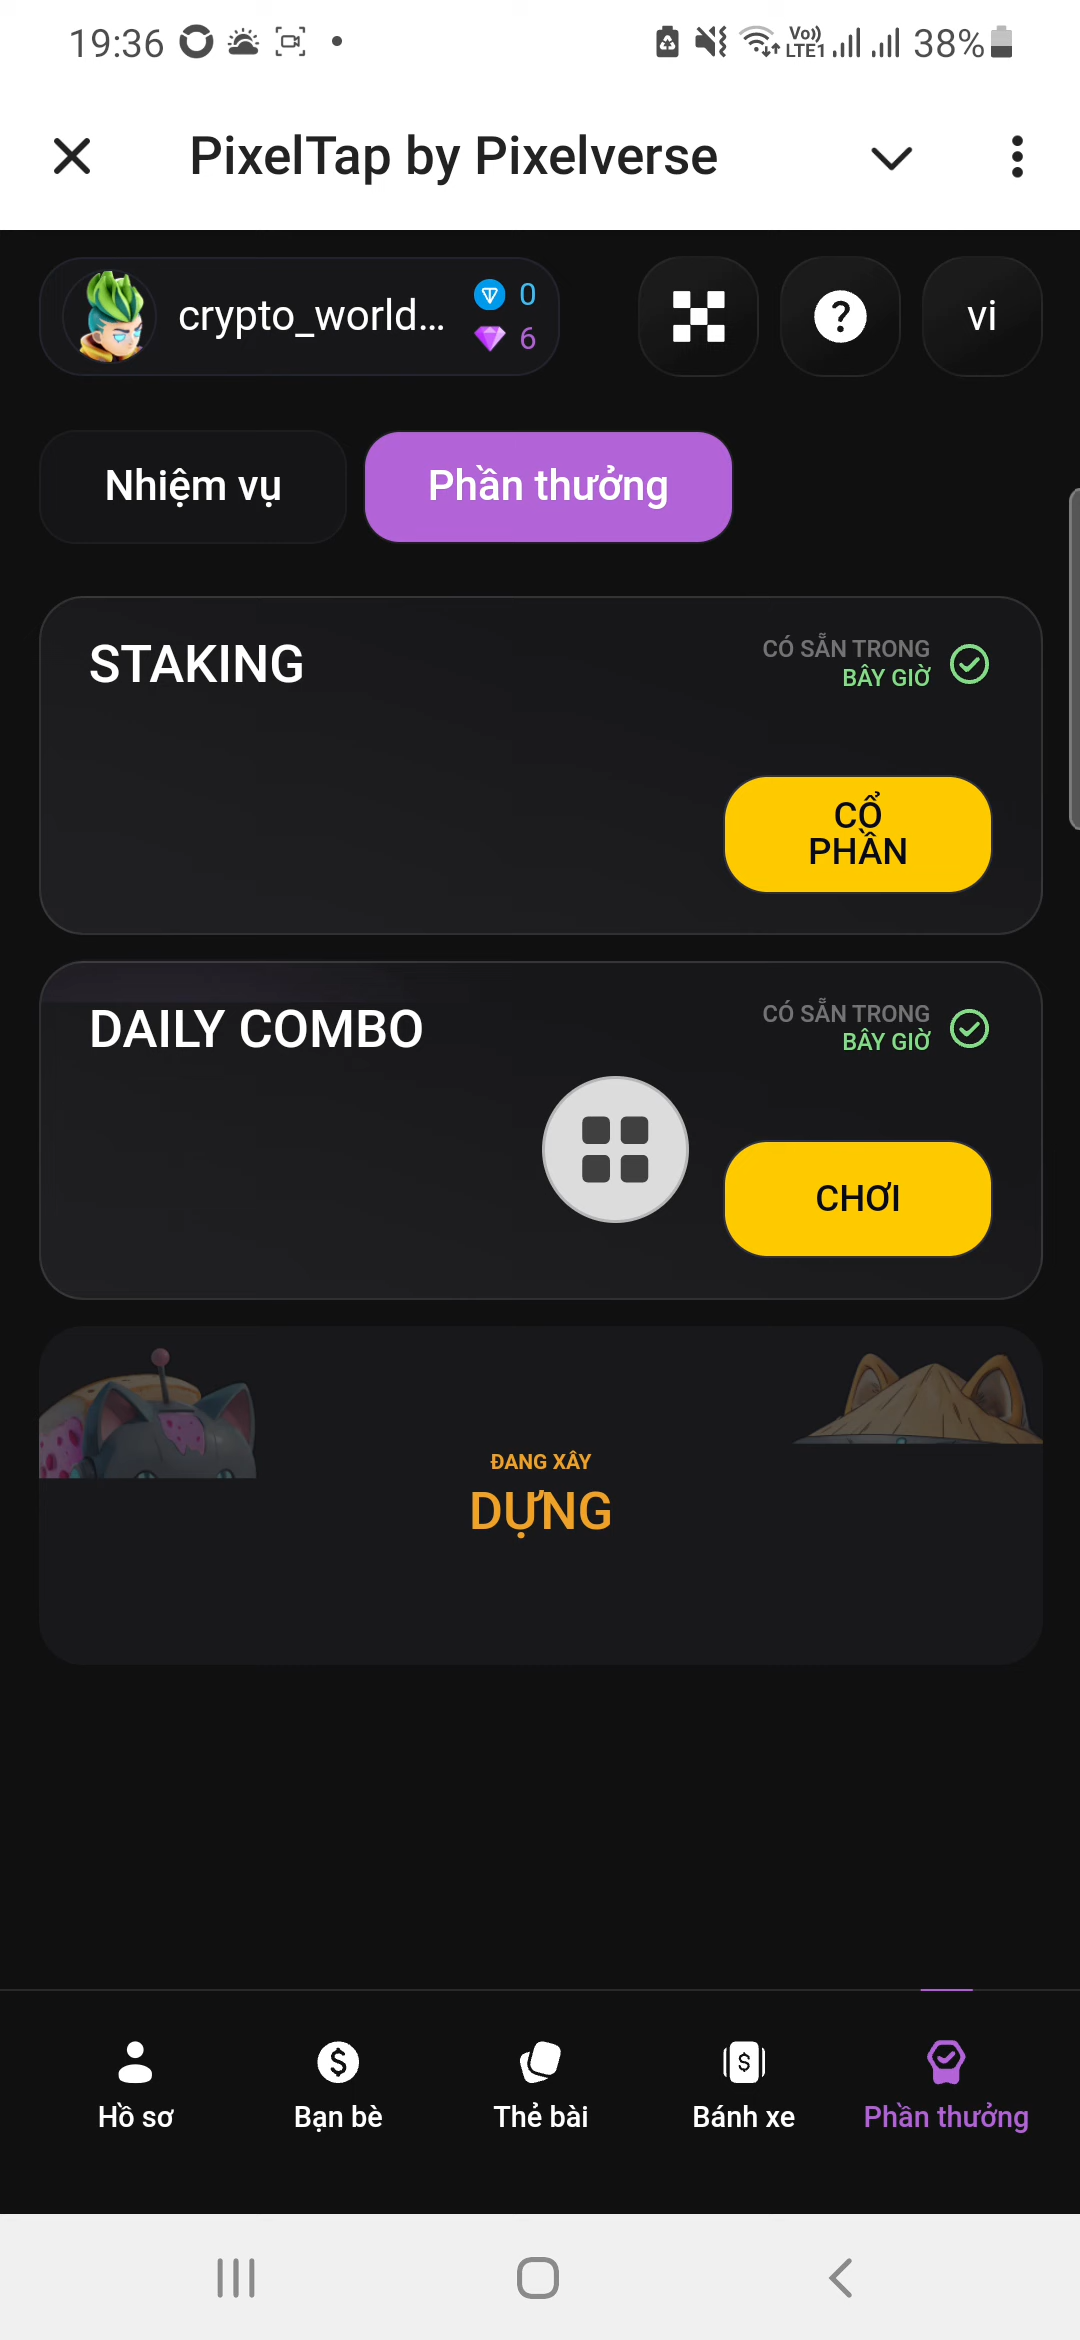 19:36
Vo)) LTE1
38%
PixelTap by Pixelverse
crypto_world...
0
6
?
vi
Nhiệm vụ
Phần thưởng
STAKING
CÓ SẴN TRONG
BÂY GIỜ
CỔ
PHẦN
DAILY COMBO
CÓ SẴN TRONG
BÂY GIỜ
CHƠI
ĐANG XÂY
DỰNG
Hồ sơ
Bạn bè
Thẻ bài
Bánh xe
Phần thưởng